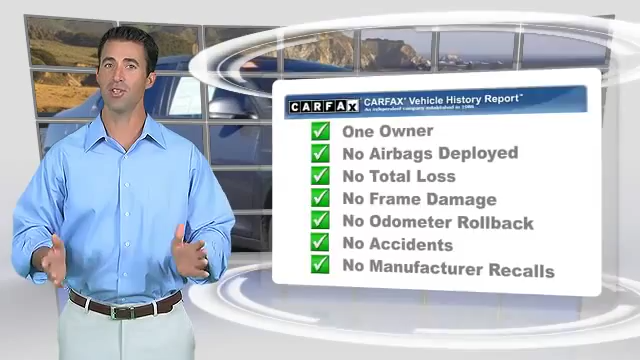 CARFAX CARFAX Vehicle History Report™
An independent company established in 1986
One Owner
No Airbags Deployed
No Total Loss
No Frame Damage
No Odometer Rollback
No Accidents
No Manufacturer Recalls